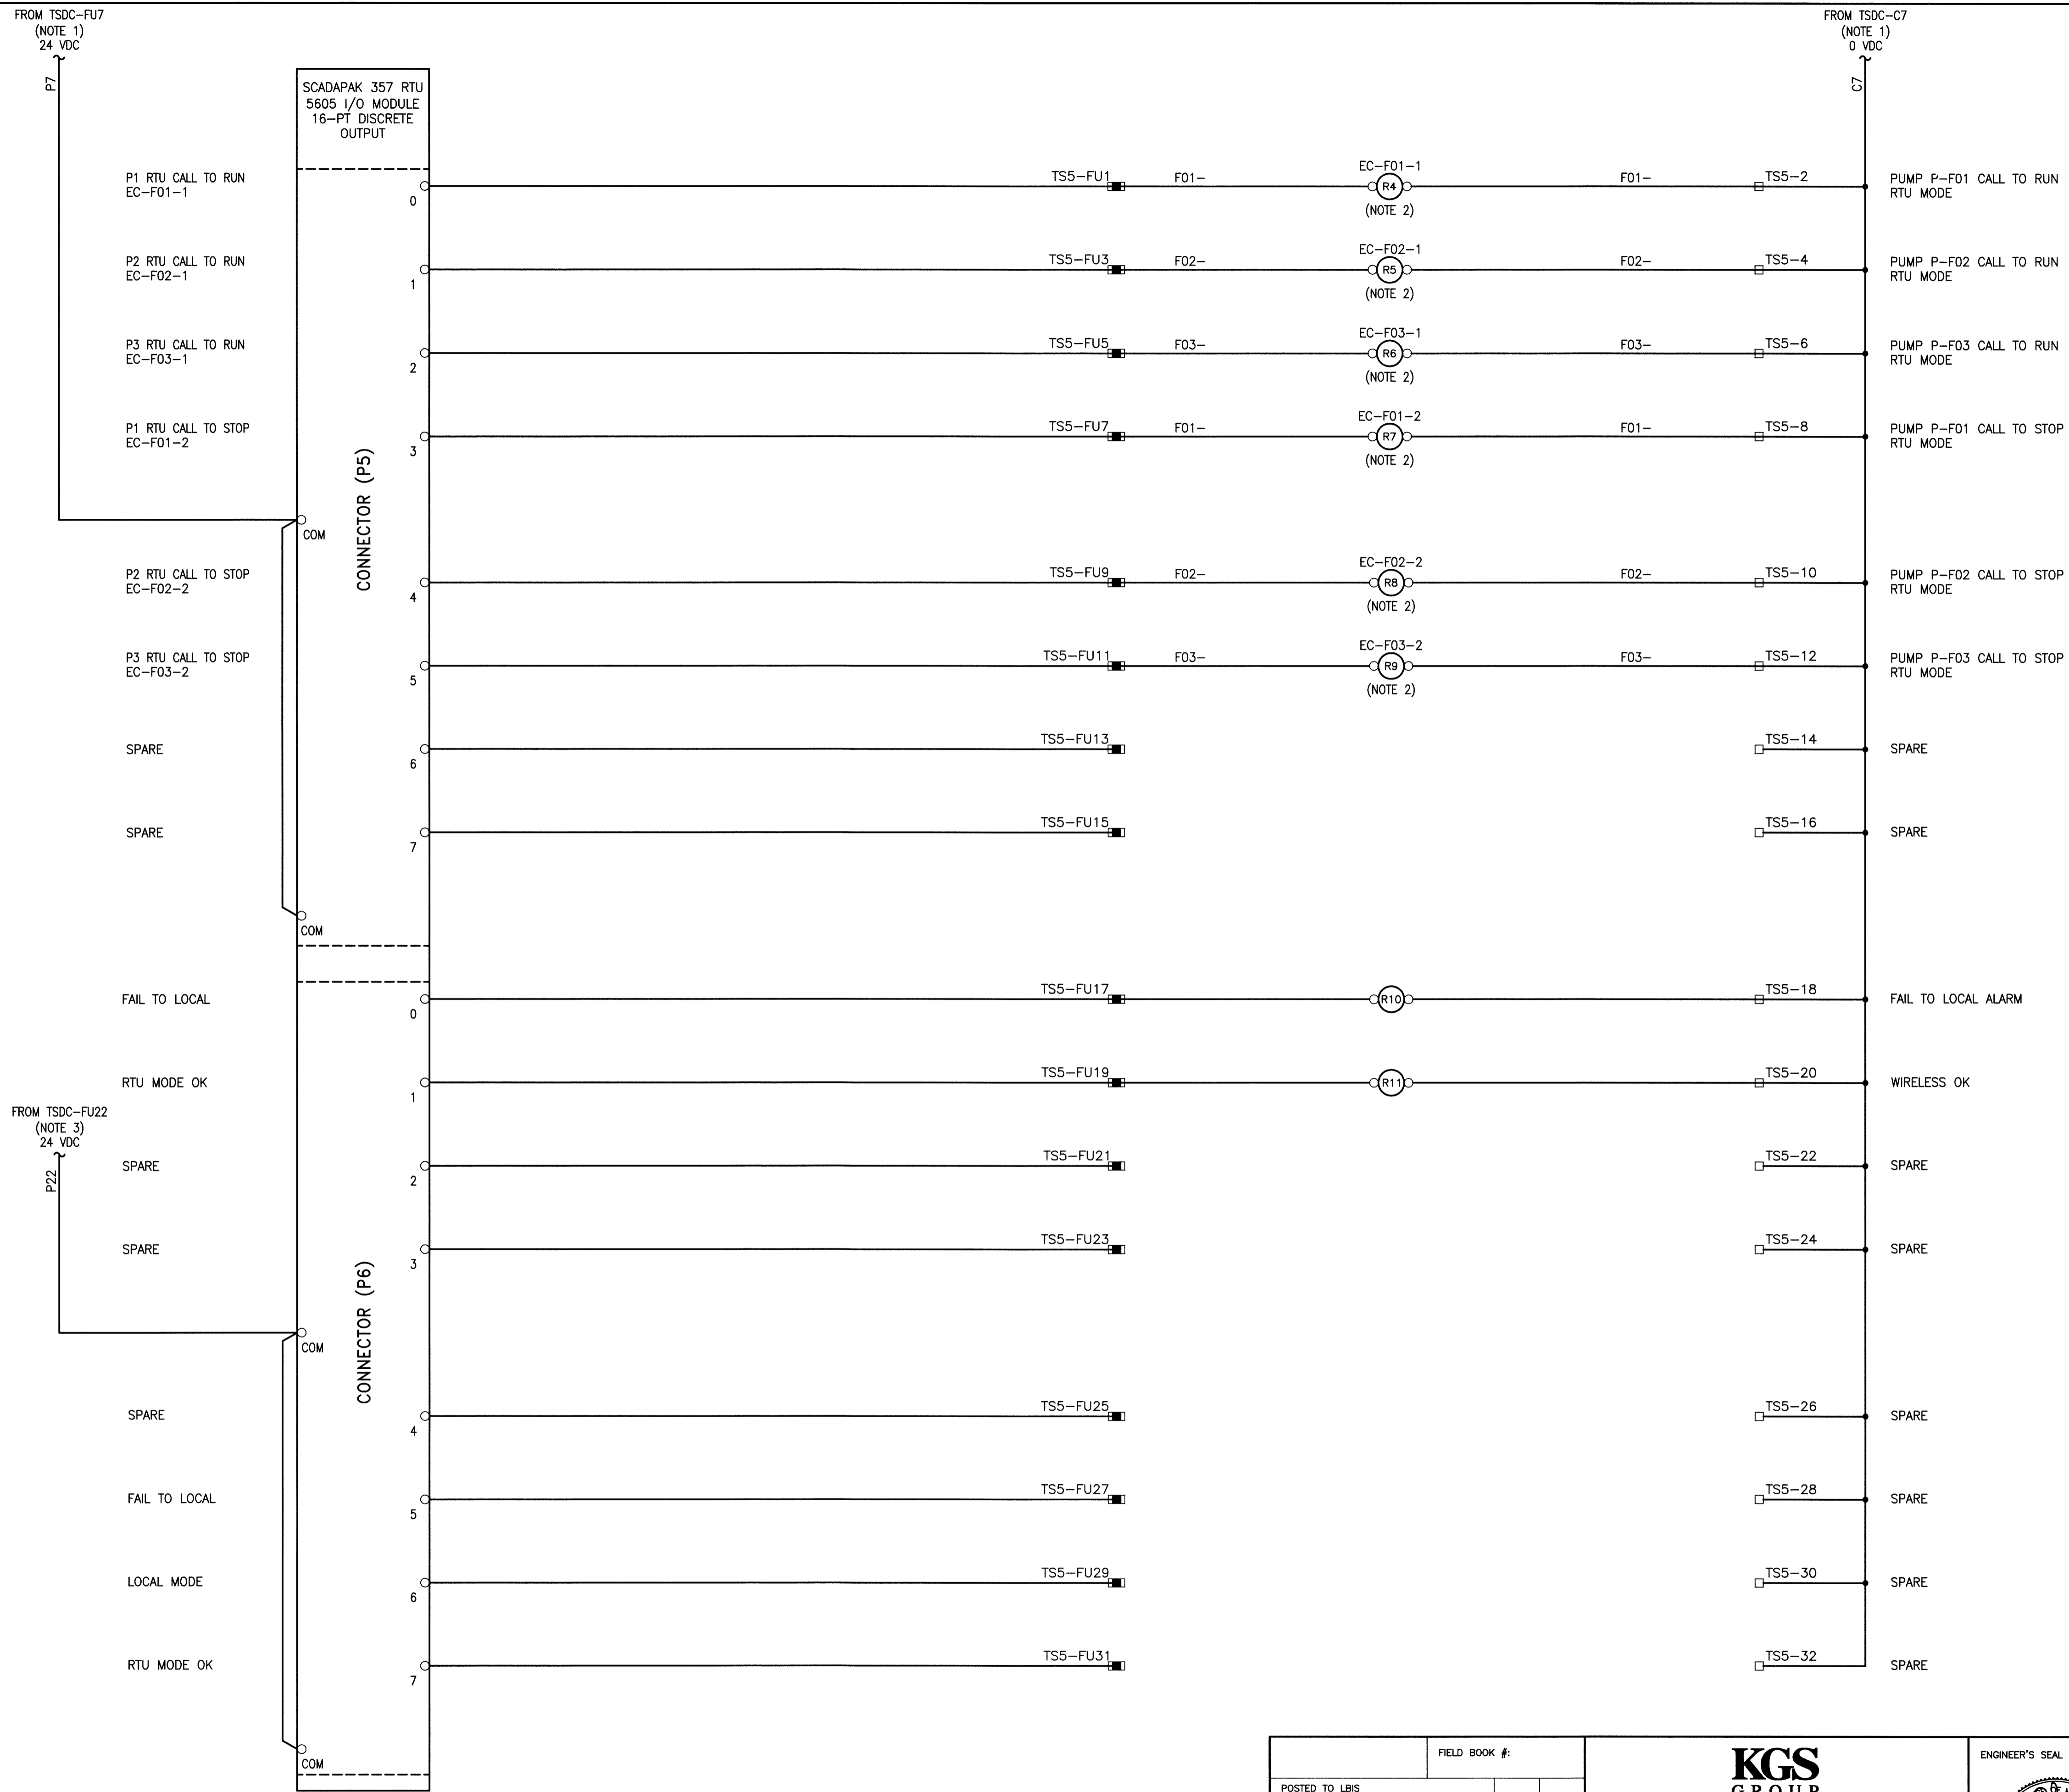 FROM TSDC-FU7
(NOTE 1)
24 VDC
P7
FROM TSDC-C7
(NOTE 1)
0 VDC
C7
SCADAPAK 357 RTU
5605 I/O MODULE
16-PT DISCRETE
OUTPUT
P1 RTU CALL TO RUN
EC-F01-1
0
TS5-FU1
F01-
EC-F01-1
R4
(NOTE 2)
F01-
TS5-2
PUMP P-F01 CALL TO RUN
RTU MODE
P2 RTU CALL TO RUN
EC-F02-1
1
TS5-FU3
F02-
EC-F02-1
R5
(NOTE 2)
F02-
TS5-4
PUMP P-F02 CALL TO RUN
RTU MODE
P3 RTU CALL TO RUN
EC-F03-1
2
TS5-FU5
F03-
EC-F03-1
R6
(NOTE 2)
F03-
TS5-6
PUMP P-F03 CALL TO RUN
RTU MODE
P1 RTU CALL TO STOP
EC-F01-2
3
TS5-FU7
F01-
EC-F01-2
R7
(NOTE 2)
F01-
TS5-8
PUMP P-F01 CALL TO STOP
RTU MODE
CONNECTOR (P5)
COM
P2 RTU CALL TO STOP
EC-F02-2
4
TS5-FU9
F02-
EC-F02-2
R8
(NOTE 2)
F02-
TS5-10
PUMP P-F02 CALL TO STOP
RTU MODE
P3 RTU CALL TO STOP
EC-F03-2
5
TS5-FU11
F03-
EC-F03-2
R9
(NOTE 2)
F03-
TS5-12
PUMP P-F03 CALL TO STOP
RTU MODE
SPARE
6
TS5-FU13
TS5-14
SPARE
SPARE
7
TS5-FU15
TS5-16
SPARE
COM
FAIL TO LOCAL
0
TS5-FU17
R10
TS5-18
FAIL TO LOCAL ALARM
RTU MODE OK
1
TS5-FU19
R11
TS5-20
WIRELESS OK
FROM TSDC-FU22
(NOTE 3)
24 VDC
P22
SPARE
2
TS5-FU21
TS5-22
SPARE
SPARE
3
TS5-FU23
TS5-24
SPARE
CONNECTOR (P6)
COM
SPARE
4
TS5-FU25
TS5-26
SPARE
FAIL TO LOCAL
5
TS5-FU27
TS5-28
SPARE
LOCAL MODE
6
TS5-FU29
TS5-30
SPARE
RTU MODE OK
7
TS5-FU31
TS5-32
SPARE
COM
FIELD BOOK #:
POSTED TO LBIS
KGS
GROUP
ENGINEER'S SEAL